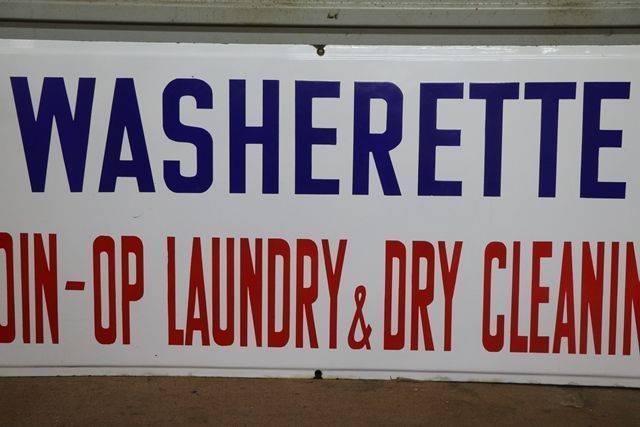 WASHERETTE
OIN-OP LAUNDRY & DRY CLEANIN